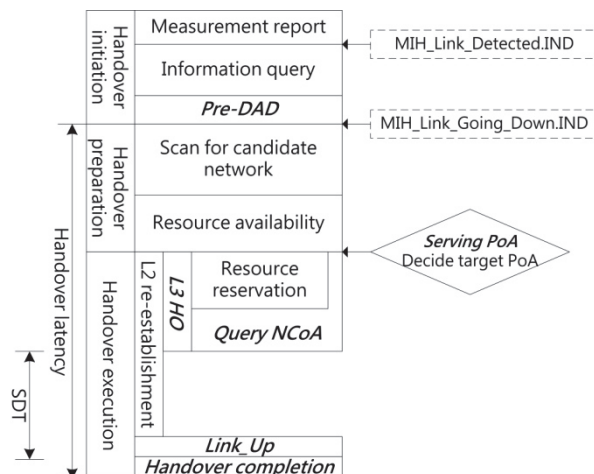 Handover
initiation
Measurement report
MIH_Link_Detected.IND
Information query
Pre-DAD
MIH_Link_Going_Down.IND
Handover latency
Handover
preparation
Scan for candidate
network
Resource availability
Serving PoA
Decide target PoA
Handover execution
L2 re-establishment
L3 HO
Resource
reservation
Query NCoA
SDT
Link_Up
Handover completion